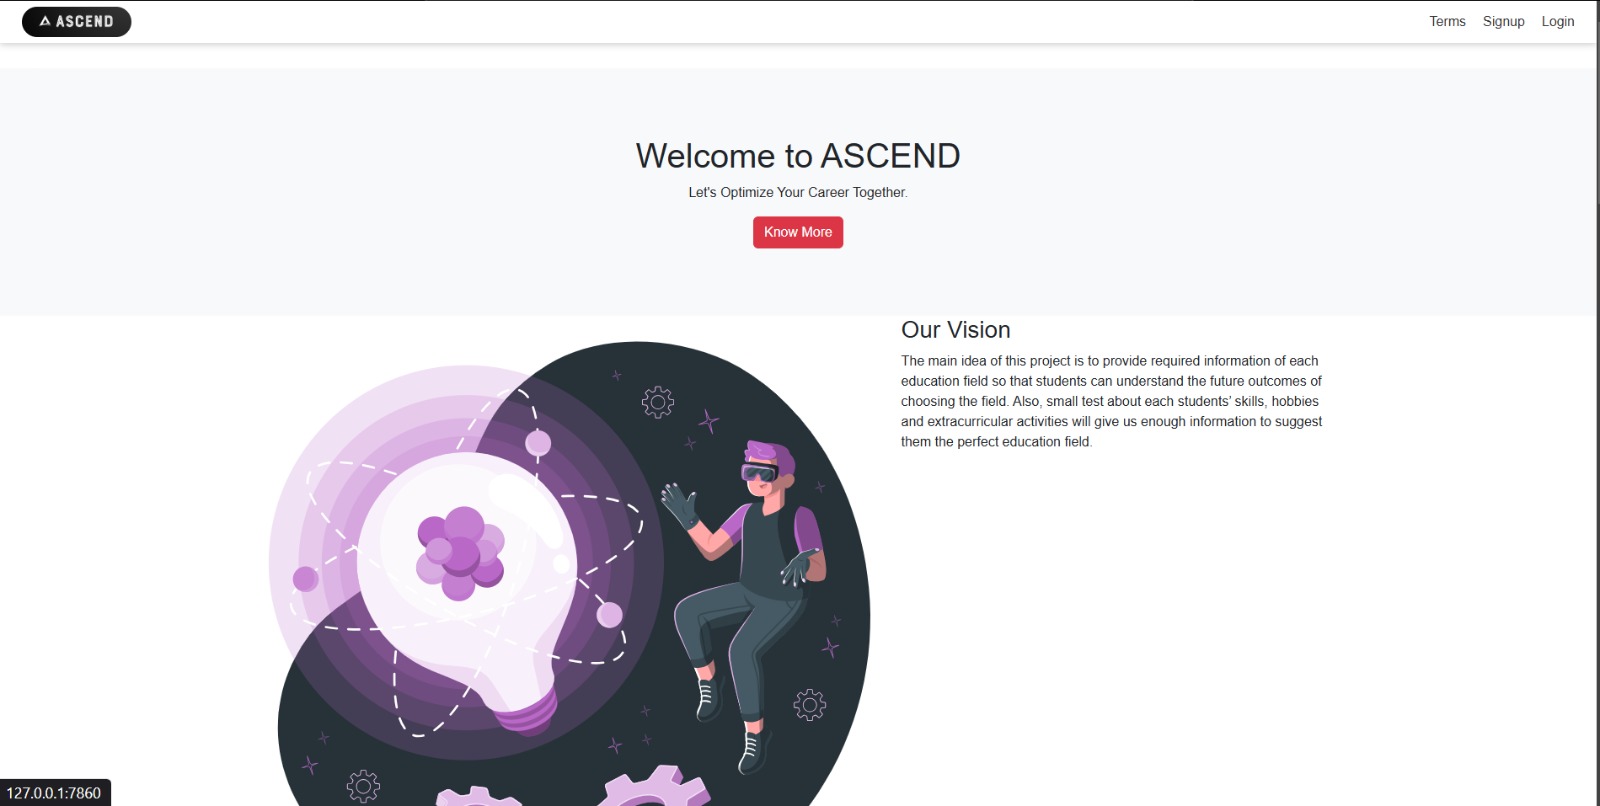 ASCEND
Terms Signup Login
Welcome to ASCEND
Let's Optimize Your Career Together.
Know More
Our Vision
The main idea of this project is to provide required information of each
education field so that students can understand the future outcomes of
choosing the field. Also, small test about each students' skills, hobbies
and extracurricular activities will give us enough information to suggest
them the perfect education field.
127.0.0.1:7860